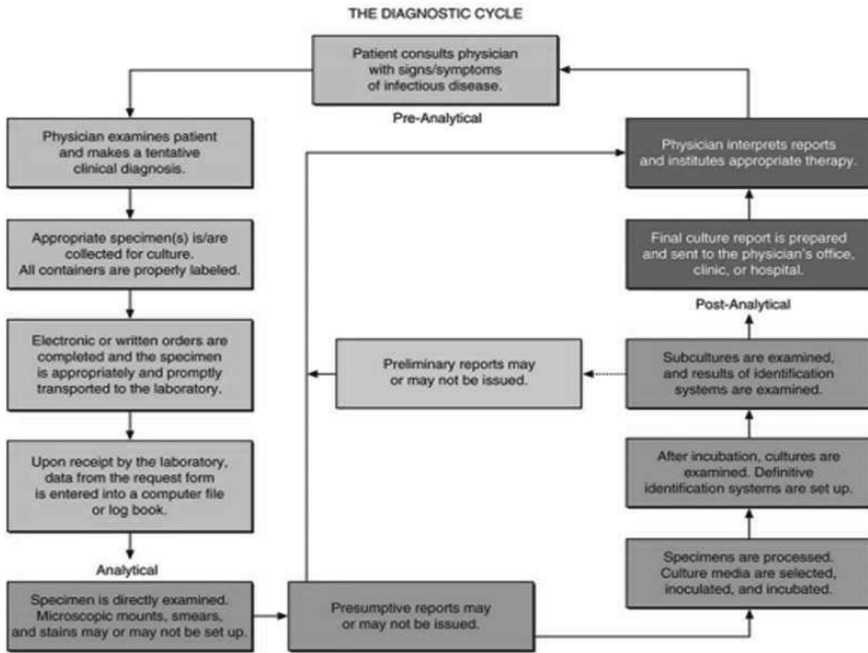 THE DIAGNOSTIC CYCLE
Patient consults physician
with signs/symptoms
of infectious disease.
Pre-Analytical
Physician examines patient
and makes a tentative
clinical diagnosis.
Appropriate specimen(s) is/are
collected for culture.
All containers are properly labeled.
Electronic or written orders are
completed and the specimen
is appropriately and promptly
transported to the laboratory.
Upon receipt by the laboratory,
data from the request form
is entered into a computer file
or log book.
Analytical
Specimen is directly examined.
Microscopic mounts, smears,
and stains may or may not be set up.
Presumptive reports may
or may not be issued.
Specimens are processed.
Culture media are selected,
inoculated, and incubated.
After incubation, cultures are
examined. Definitive
identification systems are set up.
Subcultures are examined,
and results of identification
systems are examined.
Preliminary reports may
or may not be issued.
Post-Analytical
Final culture report is prepared
and sent to the physician's office,
clinic, or hospital.
Physician interprets reports
and institutes appropriate therapy.